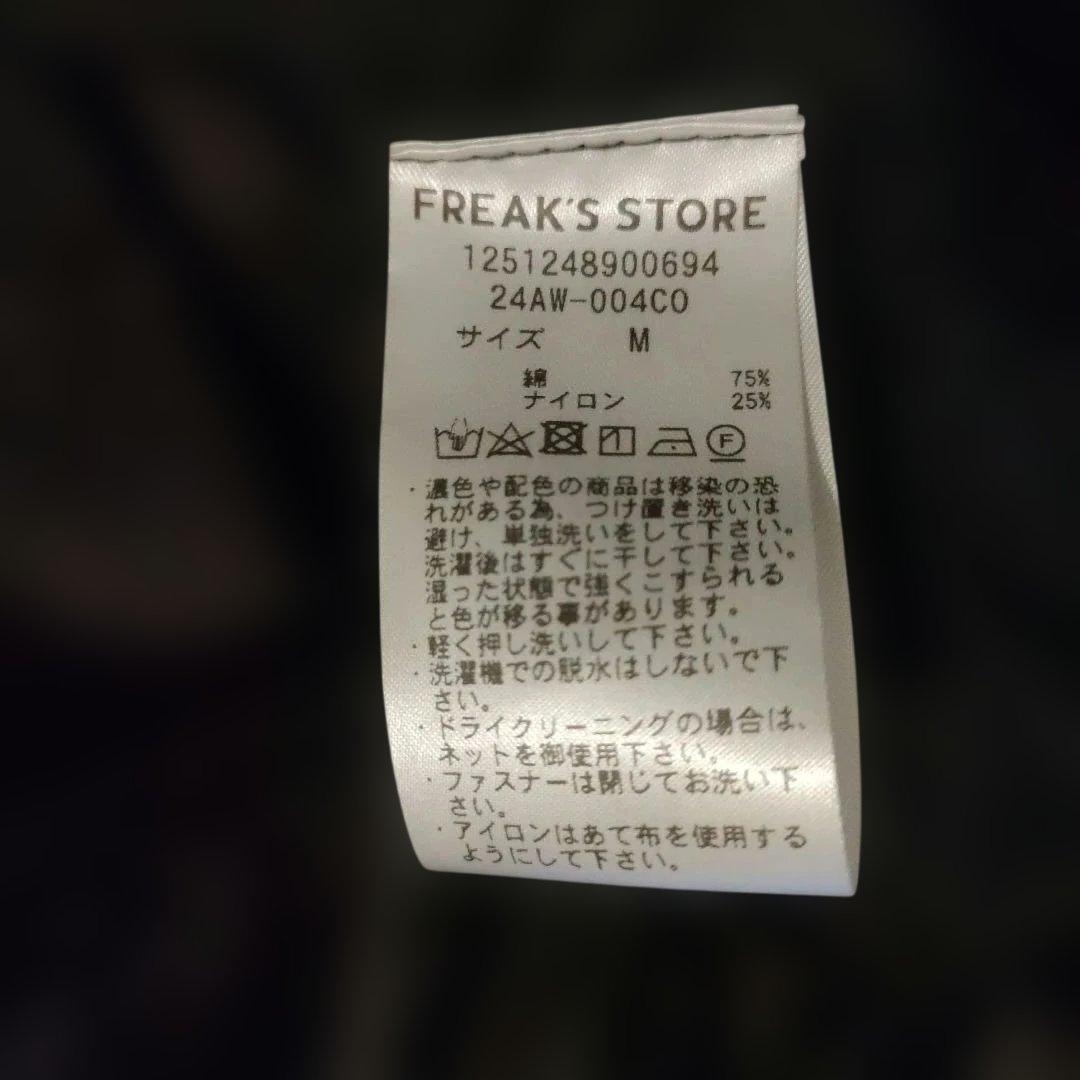 FREAK'S STORE
1251248900694
24AW-004CO
サイズ M
綿 75%
ナイロン 25%
F
・濃色や配色の商品は移染の恐
れがある為、つけ置き洗いは
避け、単独洗いをして下さい。
洗濯後はすぐに干して下さい。
湿った状態で強くこすられる
と色が移る事があります。
・軽く押し洗いして下さい。
・洗濯機での脱水はしないで下
さい。
・ドライクリーニングの場合は、
ネットを御使用下さい。
・ファスナーは閉じてお洗い下
さい。
・アイロンはあて布を使用する
ようにして下さい。